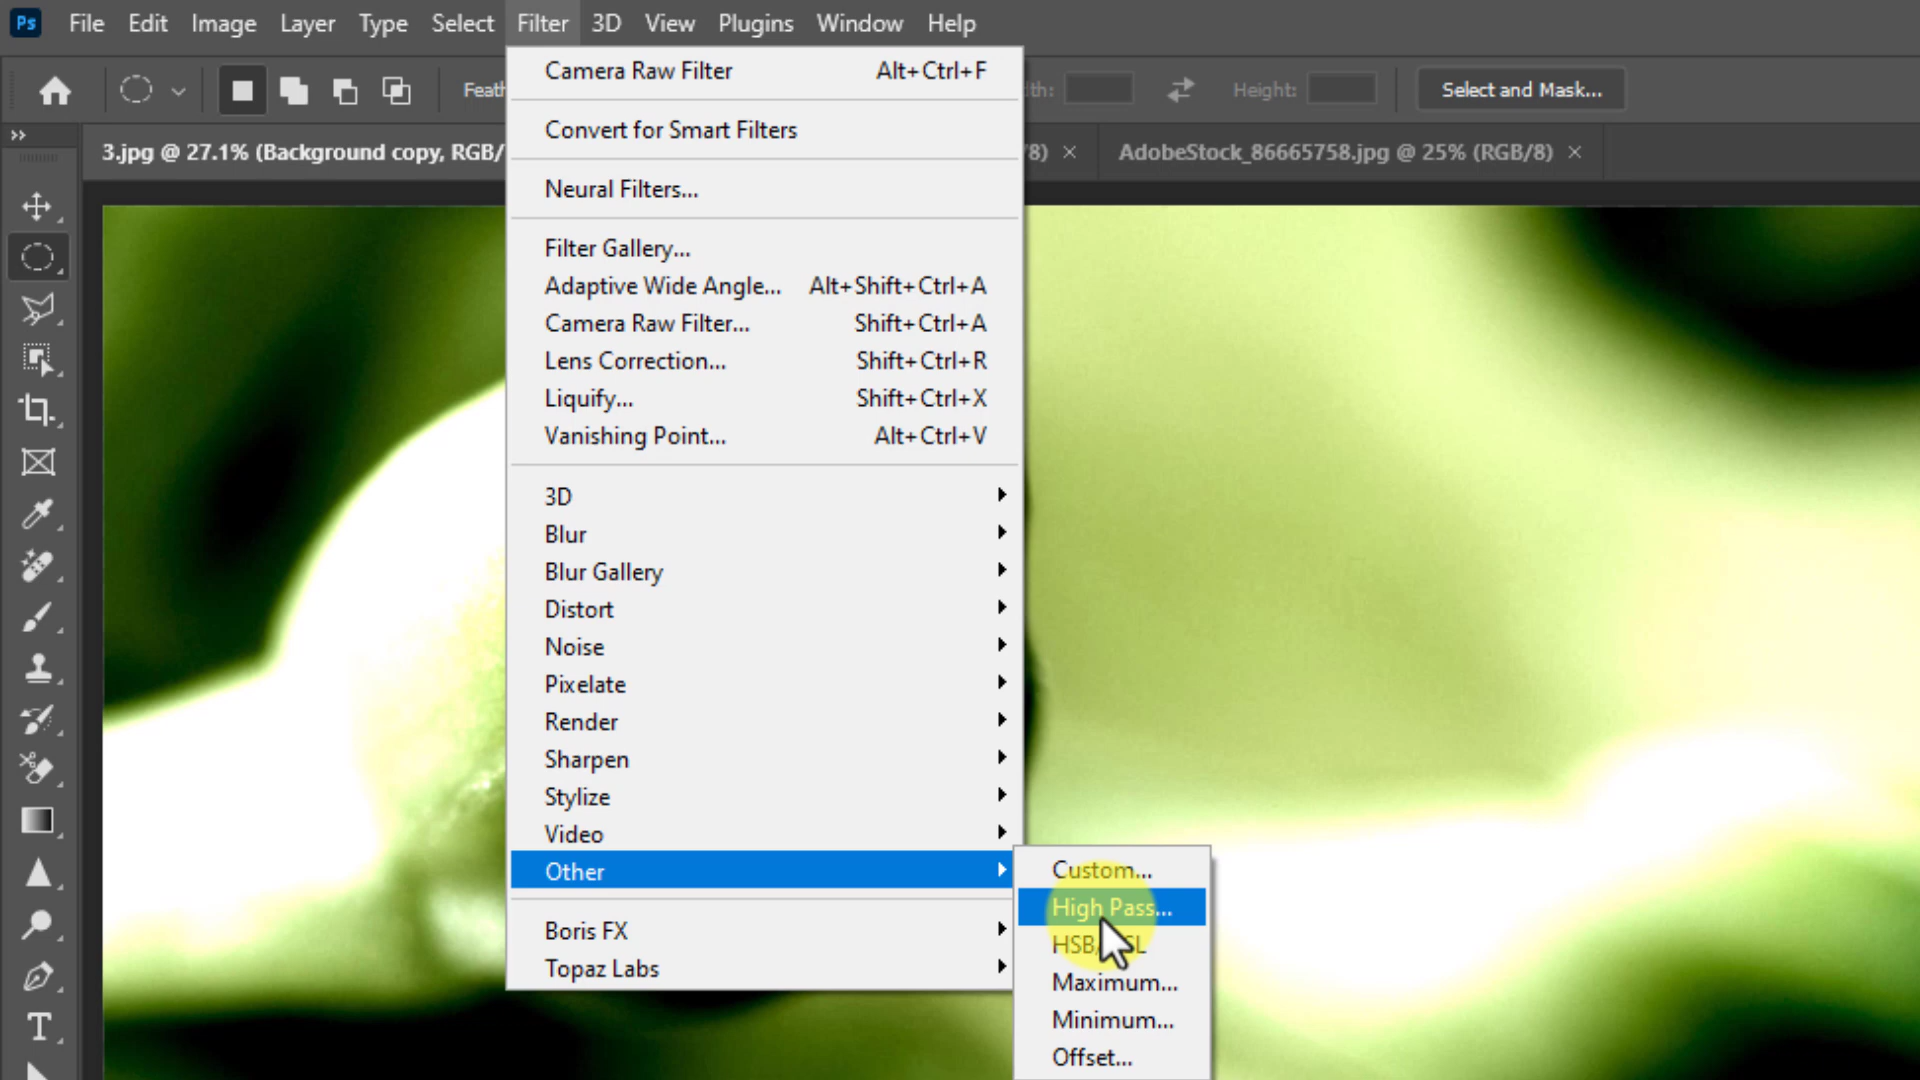 Ps File Edit Image Layer Type Select Filter 3D View Plugins Window Help
Feath
th: Height: Select and Mask...
3.jpg @ 27.1% (Background copy, RGB/
/8) × AdobeStock_86665758.jpg @ 25% (RGB/8) ×
Camera Raw Filter Alt+Ctrl+F
Convert for Smart Filters
Neural Filters...
Filter Gallery...
Adaptive Wide Angle... Alt+Shift+Ctrl+A
Camera Raw Filter... Shift+Ctrl+A
Lens Correction... Shift+Ctrl+R
Liquify... Shift+Ctrl+X
Vanishing Point... Alt+Ctrl+V
3D
Blur
Blur Gallery
Distort
Noise
Pixelate
Render
Sharpen
Stylize
Video
Other
Boris FX
Topaz Labs
Custom...
High Pass...
Maximum...
Minimum...
Offset...